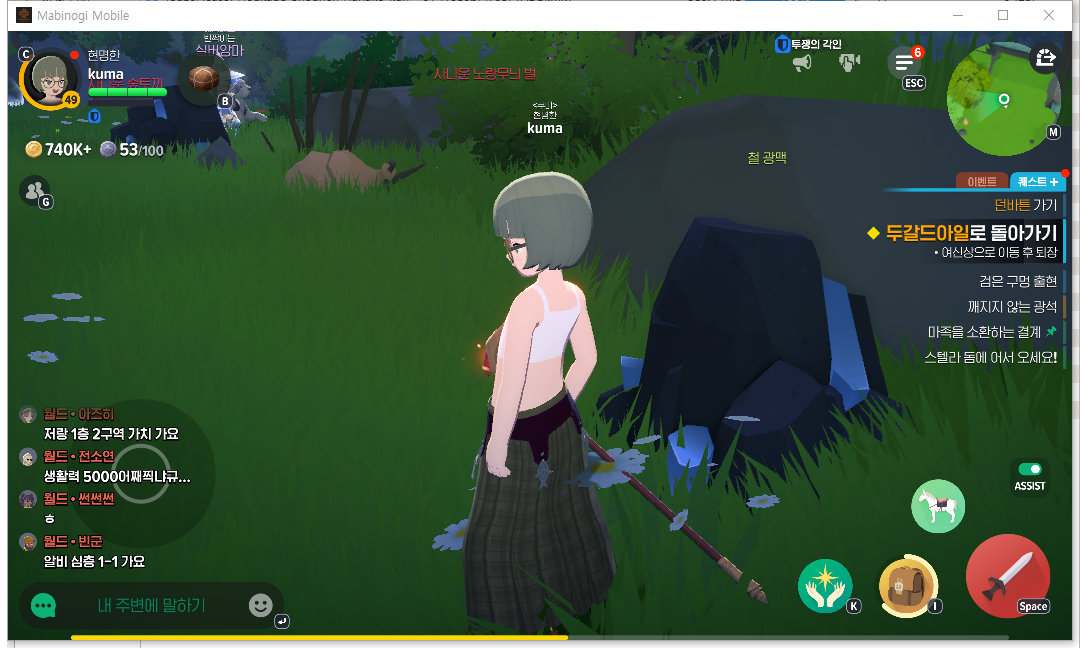 Mabinogi Mobile
C
현명한
kuma
49
B
740K+
53/100
G
사나운 노랑무늬 벌
현명한
kuma
철 광맥
투쟁의 각인
6
ESC
M
이벤트
퀘스트 +
던바튼 가기
두갈드아일로 돌아가기
• 여신상으로 이동 후 퇴장
검은 구멍 출현
깨지지 않는 광석
마족을 소환하는 결계
스텔라 돔에 어서 오세요!
월드 • 아즈히
저랑 1층 2구역 가치 가요
월드 • 전소연
생활력 5000어째찍냐규...
월드 • 썬썬썬
ㅎ
월드 • 빈군
알비 심층 1-1 가요
내 주변에 말하기
ASSIST
K
I
Space